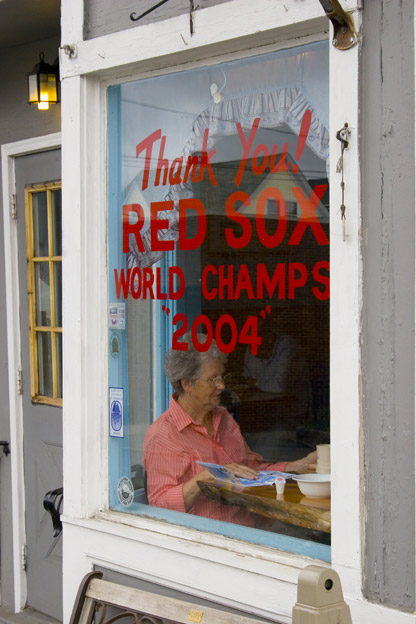 Thank You!
RED SOX
WORLD CHAMPS
"2004"